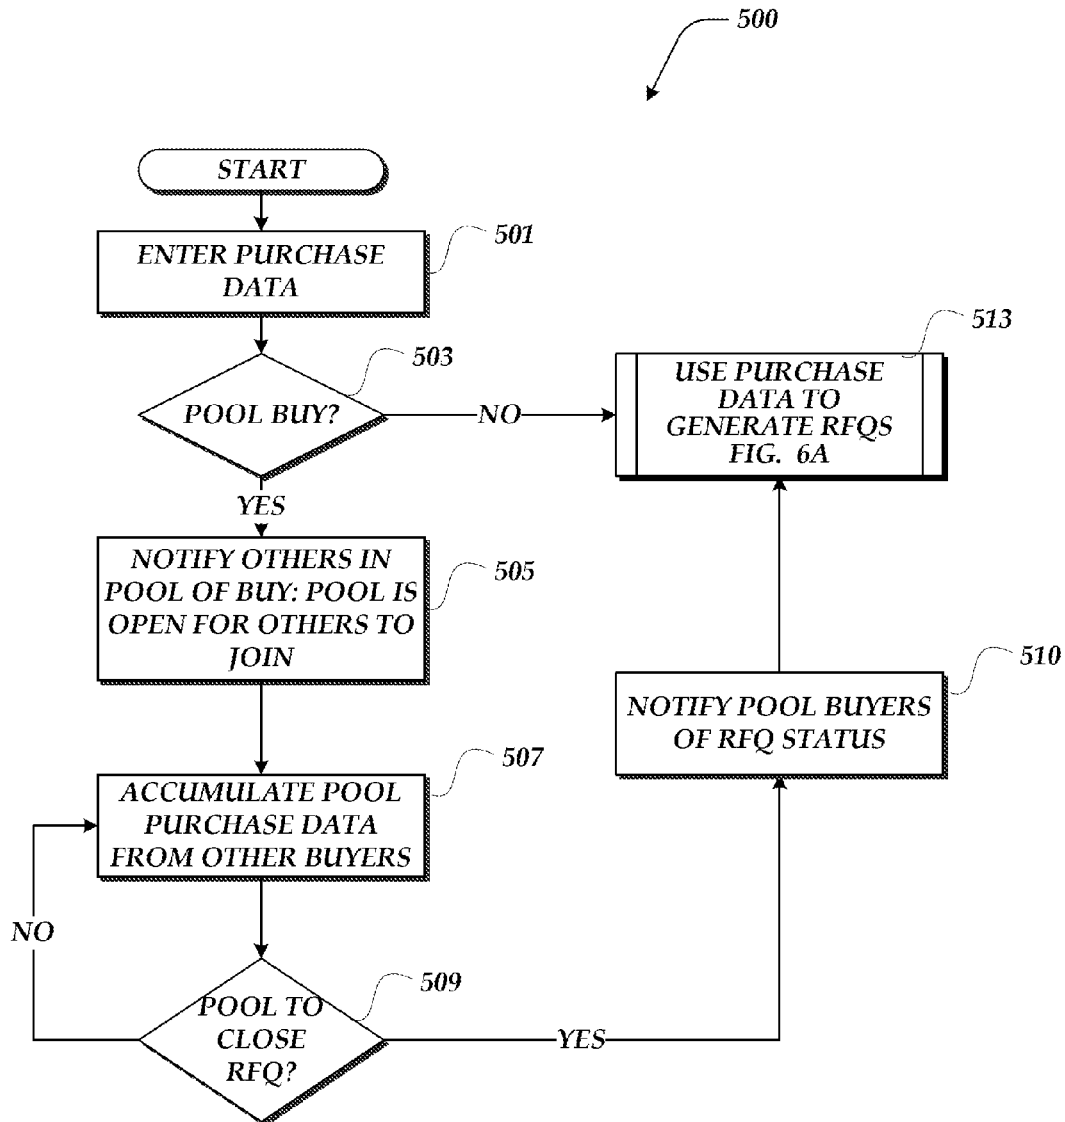 500
START
501
ENTER PURCHASE
DATA
503
POOL BUY?
NO
513
USE PURCHASE
DATA TO
GENERATE RFQS
FIG. 6A
YES
505
NOTIFY OTHERS IN
POOL OF BUY: POOL IS
OPEN FOR OTHERS TO
JOIN
510
NOTIFY POOL BUYERS
OF RFQ STATUS
507
ACCUMULATE POOL
PURCHASE DATA
FROM OTHER BUYERS
NO
509
POOL TO
CLOSE
RFQ?
YES